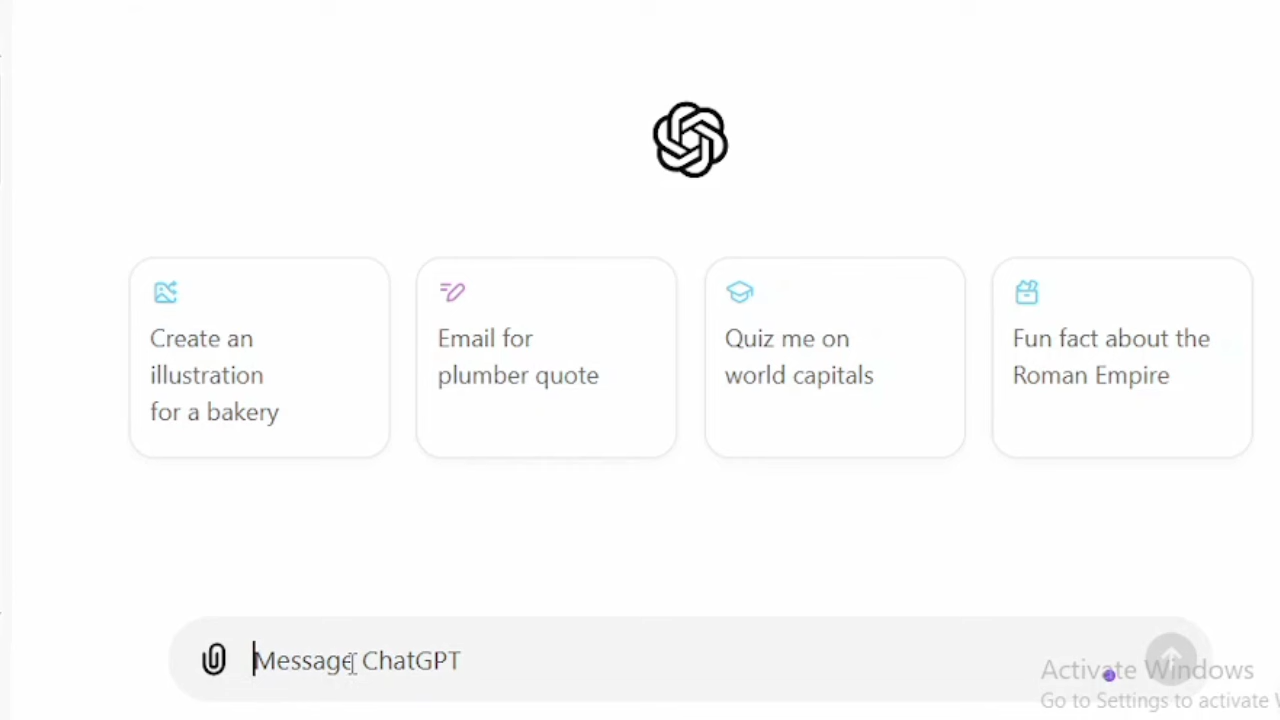 Create an
illustration
for a bakery
Email for
plumber quote
Quiz me on
world capitals
Fun fact about the
Roman Empire
Message ChatGPT
Activate Windows
Go to Settings to activate